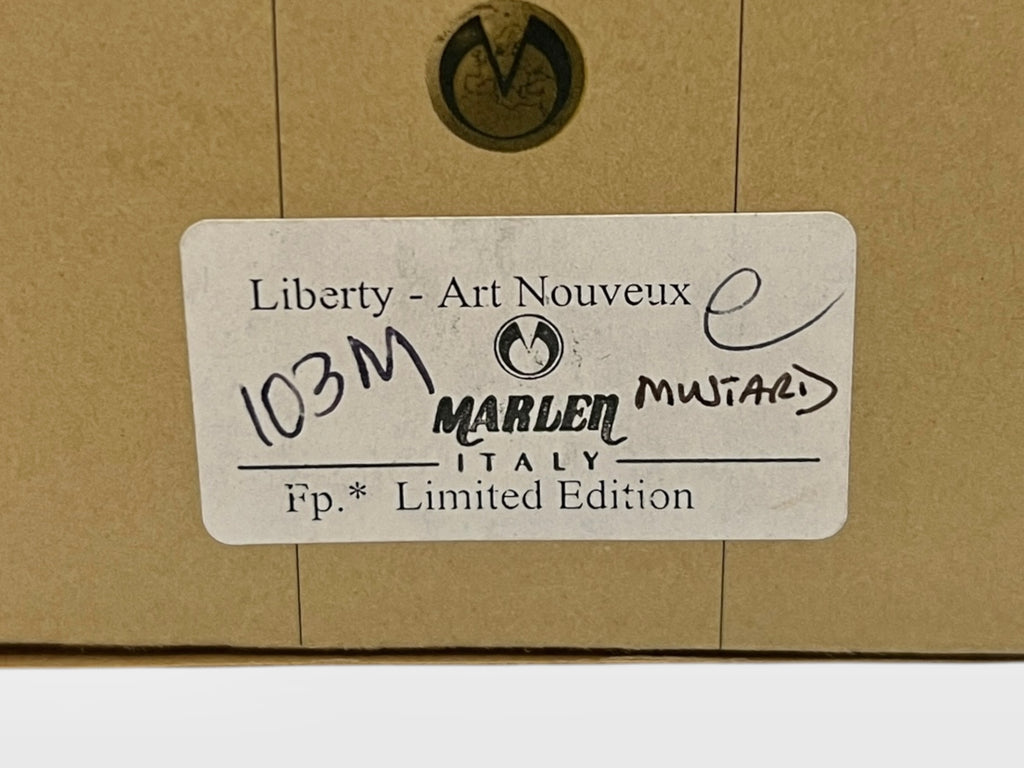 Liberty - Art Nouveux e
103M
MARLEN MUSTARD
ITALY
Fp.* Limited Edition